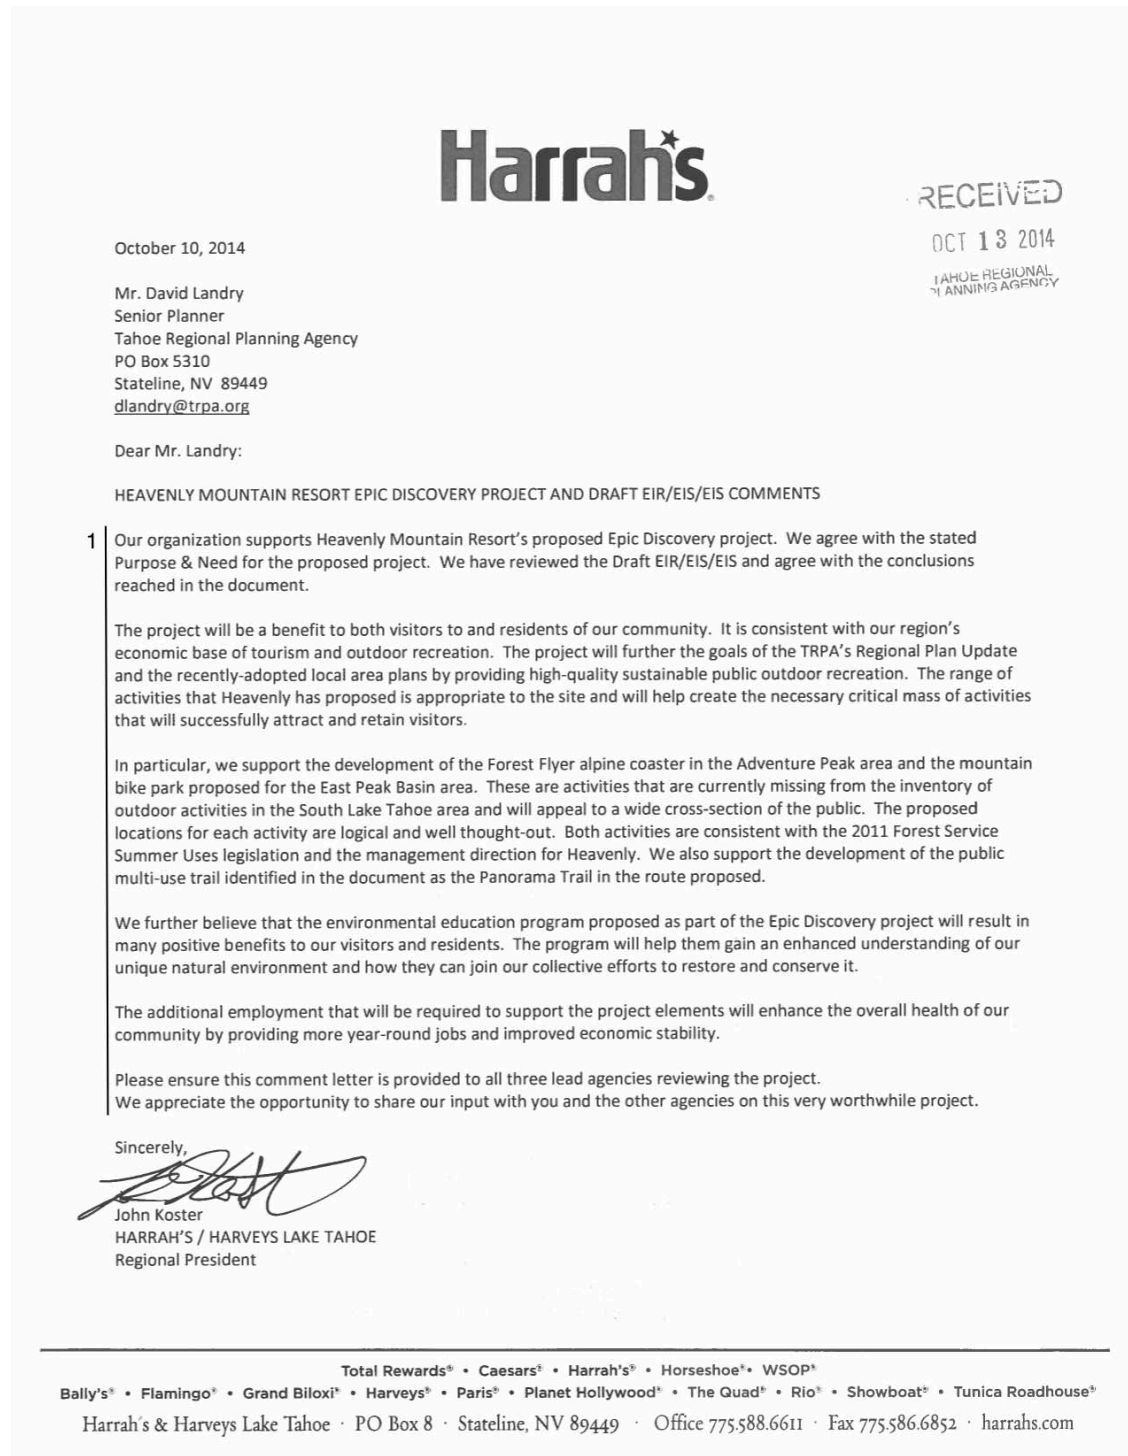 Harrah's
RECEIVED
OCT 13 2014
TAHOE REGIONAL
PLANNING AGENCY
October 10, 2014
Mr. David Landry
Senior Planner
Tahoe Regional Planning Agency
PO Box 5310
Stateline, NV  89449
dlandry@trpa.org
Dear Mr. Landry:
HEAVENLY MOUNTAIN RESORT EPIC DISCOVERY PROJECT AND DRAFT EIR/EIS/EIS COMMENTS
1 Our organization supports Heavenly Mountain Resort's proposed Epic Discovery project.  We agree with the stated
Purpose & Need for the proposed project.  We have reviewed the Draft EIR/EIS/EIS and agree with the conclusions
reached in the document.
The project will be a benefit to both visitors to and residents of our community.  It is consistent with our region's
economic base of tourism and outdoor recreation.  The project will further the goals of the TRPA's Regional Plan Update
and the recently-adopted local area plans by providing high-quality sustainable public outdoor recreation.  The range of
activities that Heavenly has proposed is appropriate to the site and will help create the necessary critical mass of activities
that will successfully attract and retain visitors.
In particular, we support the development of the Forest Flyer alpine coaster in the Adventure Peak area and the mountain
bike park proposed for the East Peak Basin area.  These are activities that are currently missing from the inventory of
outdoor activities in the South Lake Tahoe area and will appeal to a wide cross-section of the public.  The proposed
locations for each activity are logical and well thought-out.  Both activities are consistent with the 2011 Forest Service
Summer Uses legislation and the management direction for Heavenly.  We also support the development of the public
multi-use trail identified in the document as the Panorama Trail in the route proposed.
We further believe that the environmental education program proposed as part of the Epic Discovery project will result in
many positive benefits to our visitors and residents.  The program will help them gain an enhanced understanding of our
unique natural environment and how they can join our collective efforts to restore and conserve it.
The additional employment that will be required to support the project elements will enhance the overall health of our
community by providing more year-round jobs and improved economic stability.
Please ensure this comment letter is provided to all three lead agencies reviewing the project.
We appreciate the opportunity to share our input with you and the other agencies on this very worthwhile project.
Sincerely,
John Koster
HARRAH'S / HARVEYS LAKE TAHOE
Regional President
Total Rewards® • Caesars® • Harrah's® • Horseshoe® • WSOP®
Bally's® • Flamingo® • Grand Biloxi® • Harveys® • Paris® • Planet Hollywood® • The Quad® • Rio® • Showboat® • Tunica Roadhouse®
Harrah's & Harveys Lake Tahoe · PO Box 8 · Stateline, NV 89449 · Office 775.588.6611 · Fax 775.586.6852 · harrahs.com